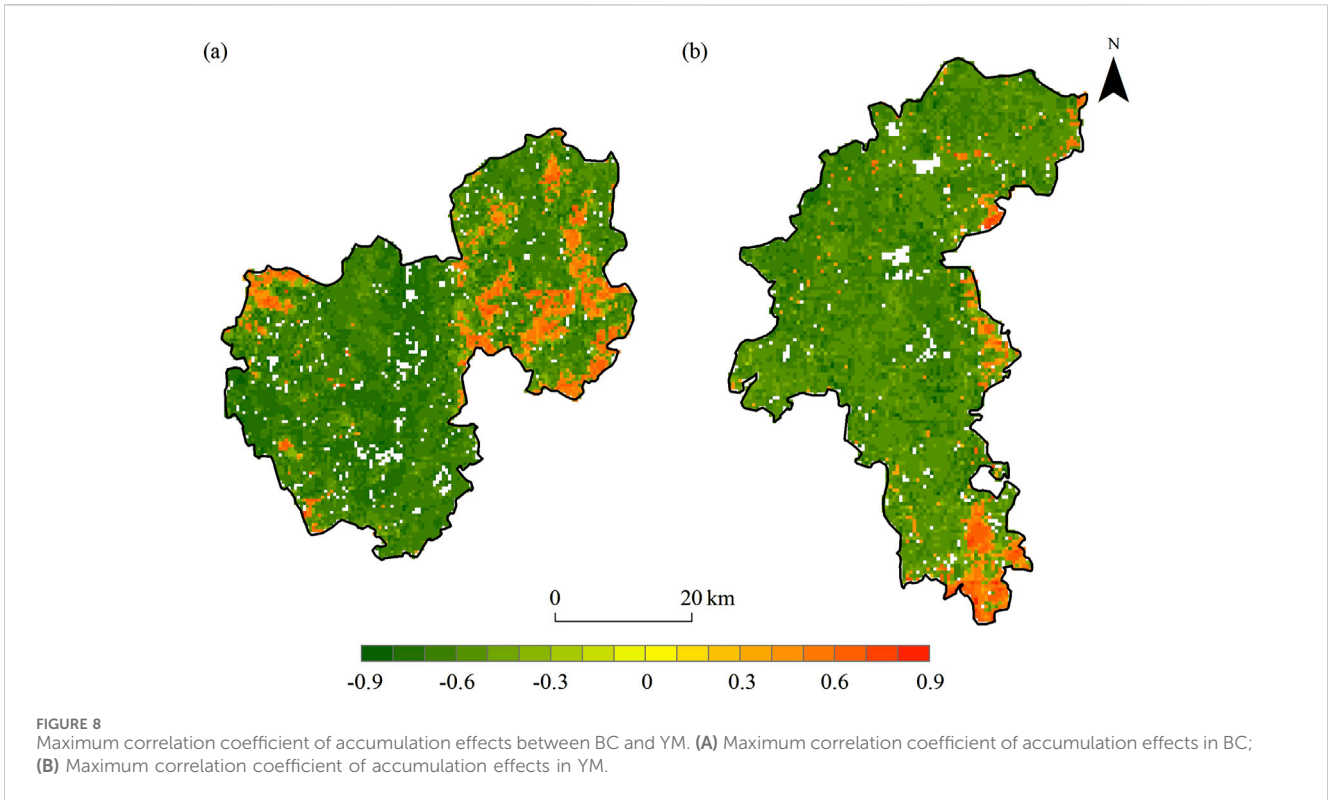 (a)
(b)
N
0 20 km
-0.9 -0.6 -0.3 0 0.3 0.6 0.9
FIGURE 8
Maximum correlation coefficient of accumulation effects between BC and YM. (A) Maximum correlation coefficient of accumulation effects in BC;
(B) Maximum correlation coefficient of accumulation effects in YM.